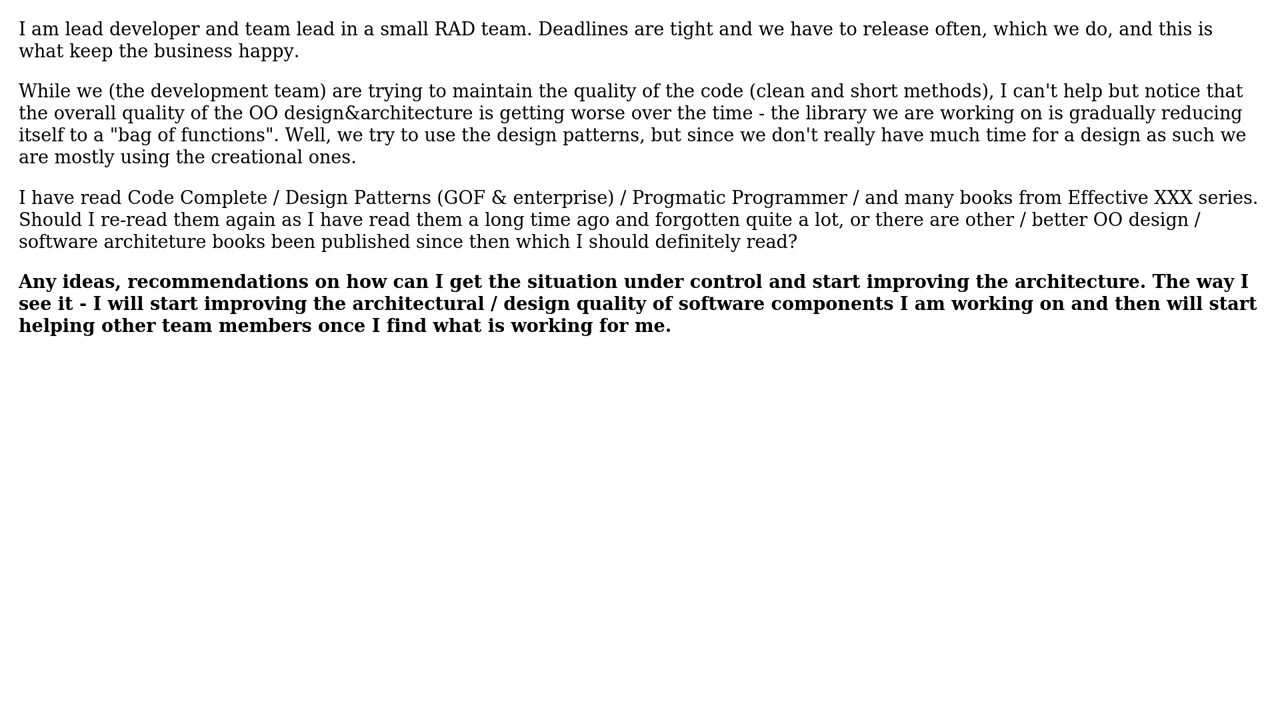 I am lead developer and team lead in a small RAD team. Deadlines are tight and we have to release often, which we do, and this is
what keep the business happy.
While we (the development team) are trying to maintain the quality of the code (clean and short methods), I can't help but notice that
the overall quality of the OO design&architecture is getting worse over the time - the library we are working on is gradually reducing
itself to a "bag of functions". Well, we try to use the design patterns, but since we don't really have much time for a design as such we
are mostly using the creational ones.
I have read Code Complete / Design Patterns (GOF & enterprise) / Progmatic Programmer / and many books from Effective XXX series.
Should I re-read them again as I have read them a long time ago and forgotten quite a lot, or there are other / better OO design /
software architeture books been published since then which I should definitely read?
Any ideas, recommendations on how can I get the situation under control and start improving the architecture. The way I
see it - I will start improving the architectural / design quality of software components I am working on and then will start
helping other team members once I find what is working for me.